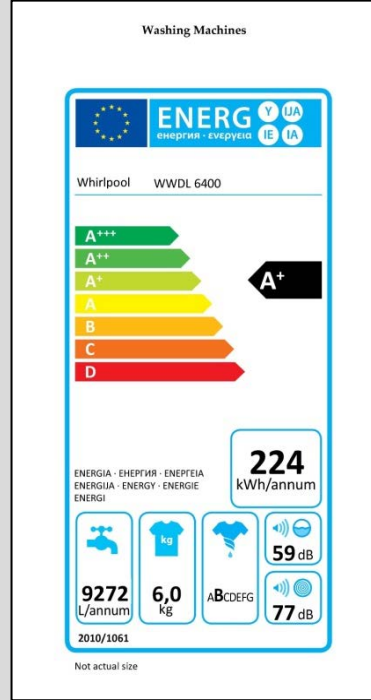 Washing Machines
ENERG Y IJA
енергия · ενεργεια IE IA
Whirlpool WWDL 6400
A+++
A++
A+
A+
A
B
C
D
224
kWh/annum
ENERGIA · ЕНЕРГИЯ · ΕΝΕΡΓΕΙΑ
ENERGIJA · ENERGY · ENERGIE
ENERGI
9272
L/annum
kg
6,0
kg
ABCDEFG
59 dB
77 dB
2010/1061
Not actual size